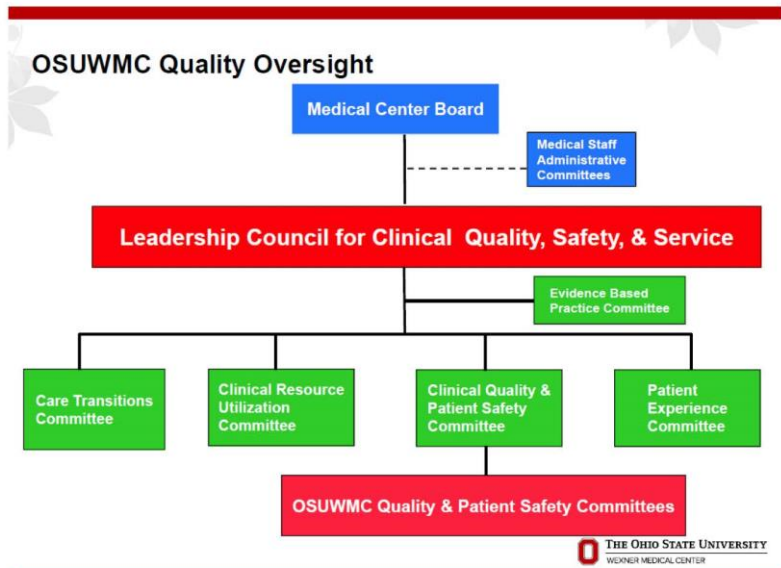 OSUWMC Quality Oversight
Medical Center Board
Medical Staff
Administrative
Committees
Leadership Council for Clinical Quality, Safety, & Service
Evidence Based
Practice Committee
Care Transitions
Committee
Clinical Resource
Utilization
Committee
Clinical Quality &
Patient Safety
Committee
Patient
Experience
Committee
OSUWMC Quality & Patient Safety Committees
THE OHIO STATE UNIVERSITY
WEXNER MEDICAL CENTER